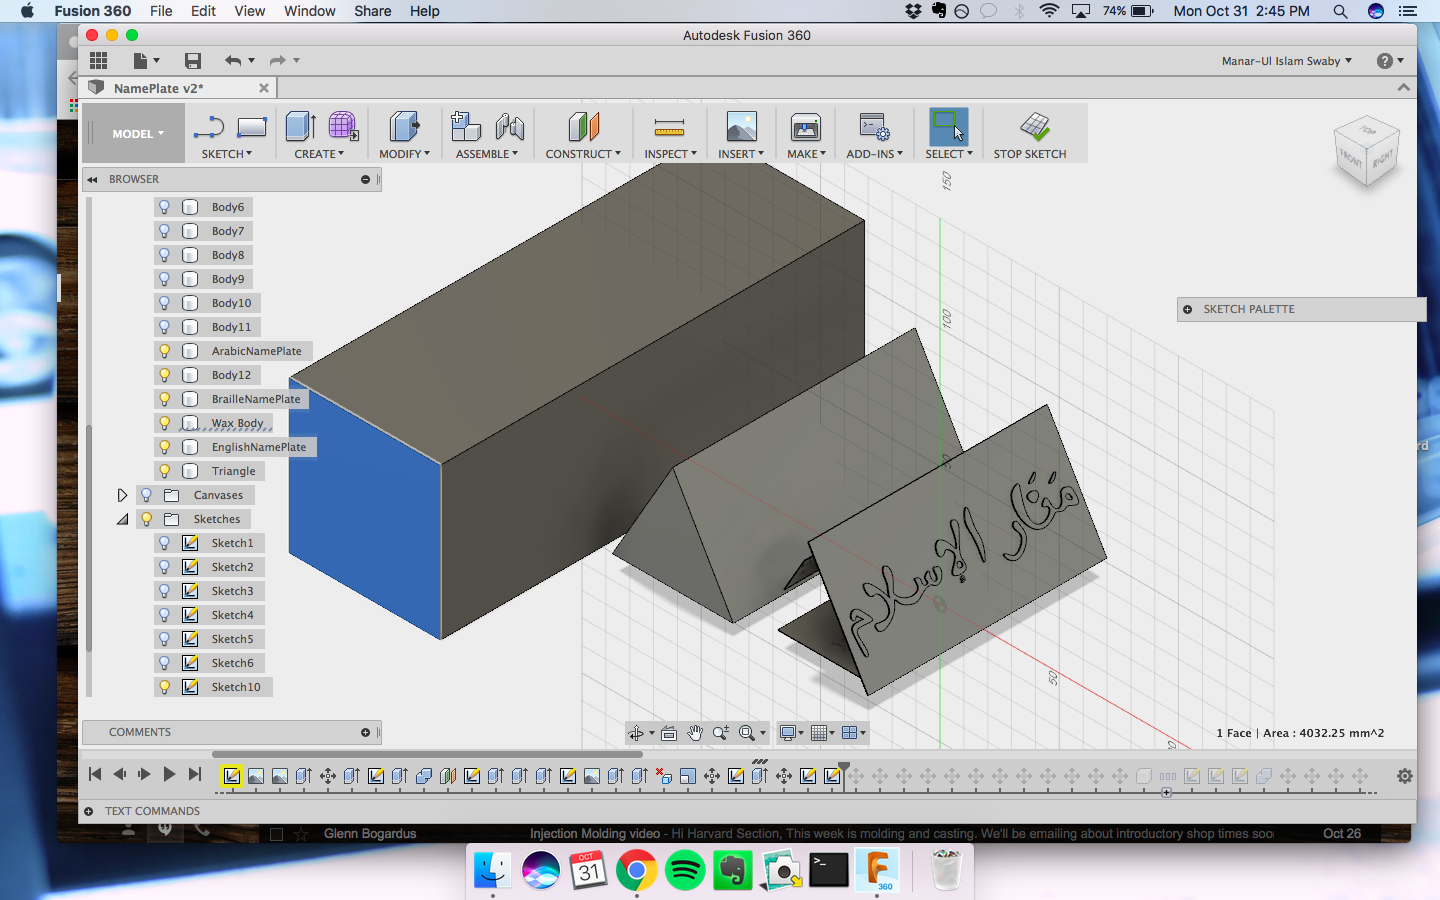 Fusion 360 File Edit View Window Share Help 74% Mon Oct 31 2:45 PM
Autodesk Fusion 360
Manar-Ul Islam Swaby
NamePlate v2*
MODEL SKETCH CREATE MODIFY ASSEMBLE CONSTRUCT INSPECT INSERT MAKE ADD-INS SELECT STOP SKETCH
TOP
FRONT RIGHT
BROWSER
Body6
Body7
Body8
Body9
Body10
Body11
ArabicNamePlate
Body12
BrailleNamePlate
Wax Body
EnglishNamePlate
Triangle
Canvases
Sketches
Sketch1
Sketch2
Sketch3
Sketch4
Sketch5
Sketch6
Sketch10
150
100
50
50
SKETCH PALETTE
منار الإسلام
rd
COMMENTS
1 Face | Area : 4032.25 mm^2
TEXT COMMANDS
Glenn Bogardus Injection Molding video - Hi Harvard Section, This week is molding and casting. We'll be emailing about introductory shop times soo Oct 26
OCT
31
>_
F
360